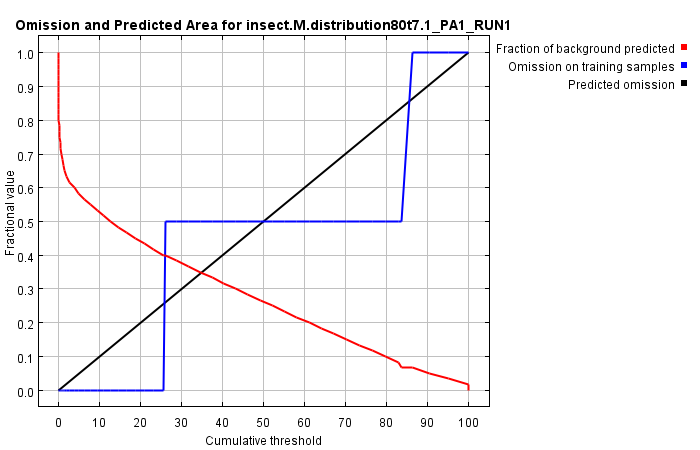 Omission and Predicted Area for insect.M.distribution80t7.1_PA1_RUN1
Fraction of background predicted
Omission on training samples
Predicted omission
Fractional value
1.0
0.9
0.8
0.7
0.6
0.5
0.4
0.3
0.2
0.1
0.0
0 10 20 30 40 50 60 70 80 90 100
Cumulative threshold